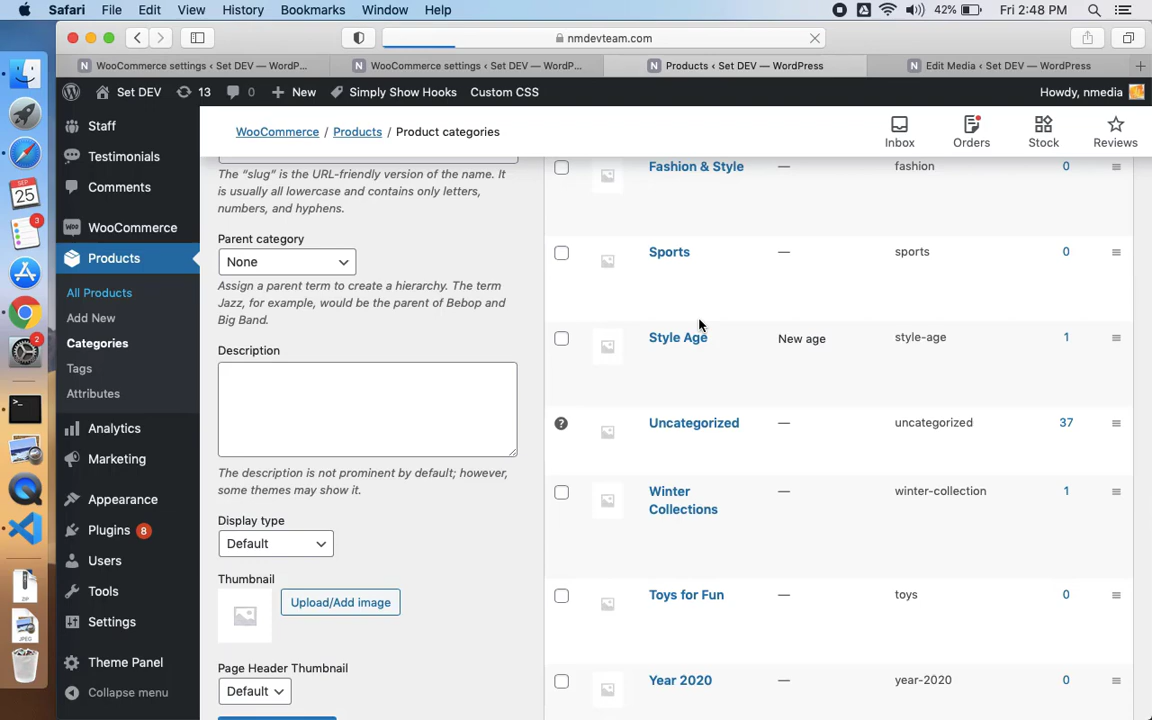 Safari File Edit View History Bookmarks Window Help 42% Fri 2:48 PM
nmdevteam.com
WooCommerce settings ‹ Set DEV — WordP... WooCommerce settings ‹ Set DEV — WordP... Products ‹ Set DEV — WordPress Edit Media ‹ Set DEV — WordPress
Set DEV 13 0 New Simply Show Hooks Custom CSS Howdy, nmedia
WooCommerce / Products / Product categories
Inbox Orders Stock Reviews
Staff
Testimonials
Comments
WooCommerce
Products
All Products
Add New
Categories
Tags
Attributes
Analytics
Marketing
Appearance
Plugins 8
Users
Tools
Settings
Theme Panel
Collapse menu
SEP
25
3
2
ZIP
JPEG
The “slug” is the URL-friendly version of the name. It
is usually all lowercase and contains only letters,
numbers, and hyphens.
Parent category
None
Assign a parent term to create a hierarchy. The term
Jazz, for example, would be the parent of Bebop and
Big Band.
Description
The description is not prominent by default; however,
some themes may show it.
Display type
Default
Thumbnail
Upload/Add image
Page Header Thumbnail
Default
Fashion & Style — fashion 0
Sports — sports 0
Style Age New age style-age 1
Uncategorized — uncategorized 37
Winter
Collections — winter-collection 1
Toys for Fun — toys 0
Year 2020 — year-2020 0